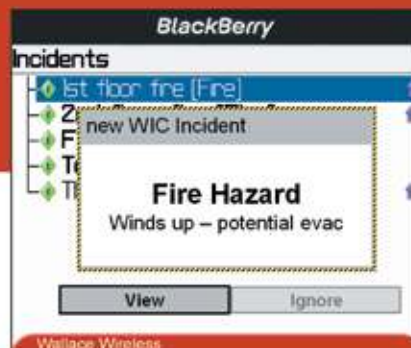 BlackBerry
Incidents
1st floor fire [Fire]
new WIC Incident
Fire Hazard
Winds up – potential evac
View
Ignore
Wallace Wireless